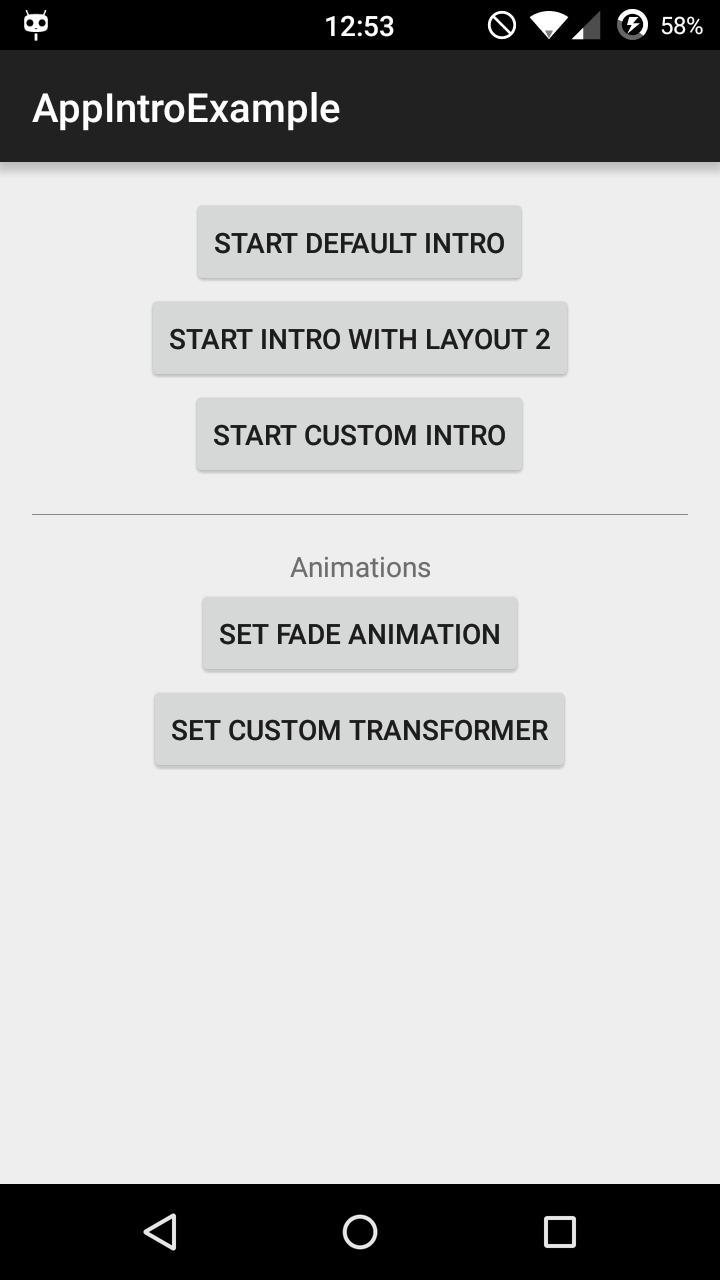 12:53
58%
AppIntroExample
START DEFAULT INTRO
START INTRO WITH LAYOUT 2
START CUSTOM INTRO
Animations
SET FADE ANIMATION
SET CUSTOM TRANSFORMER